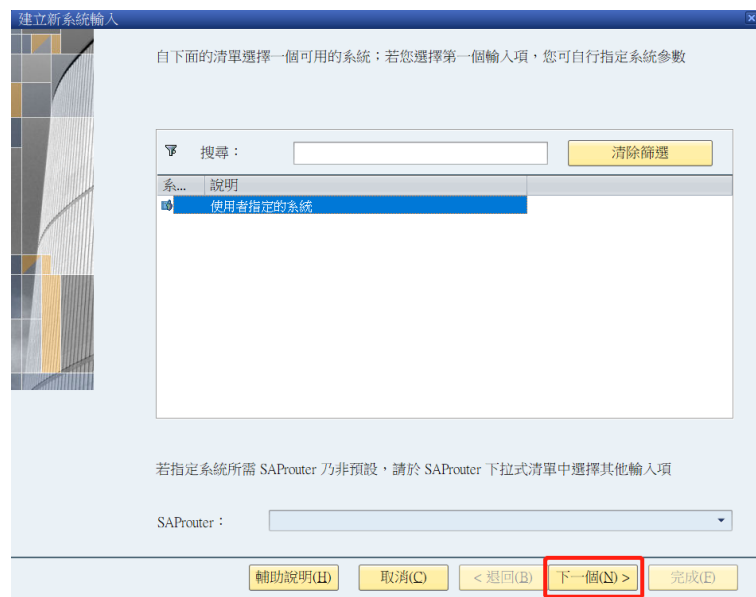 建立新系統輸入
自下面的清單選擇一個可用的系統；若您選擇第一個輸入項，您可自行指定系統參數
搜尋： 清除篩選
系... 說明
使用者指定的系統
若指定系統所需 SAProuter 乃非預設，請於 SAProuter 下拉式清單中選擇其他輸入項
SAProuter：
輔助說明(H) 取消(C) < 退回(B) 下一個(N) > 完成(F)